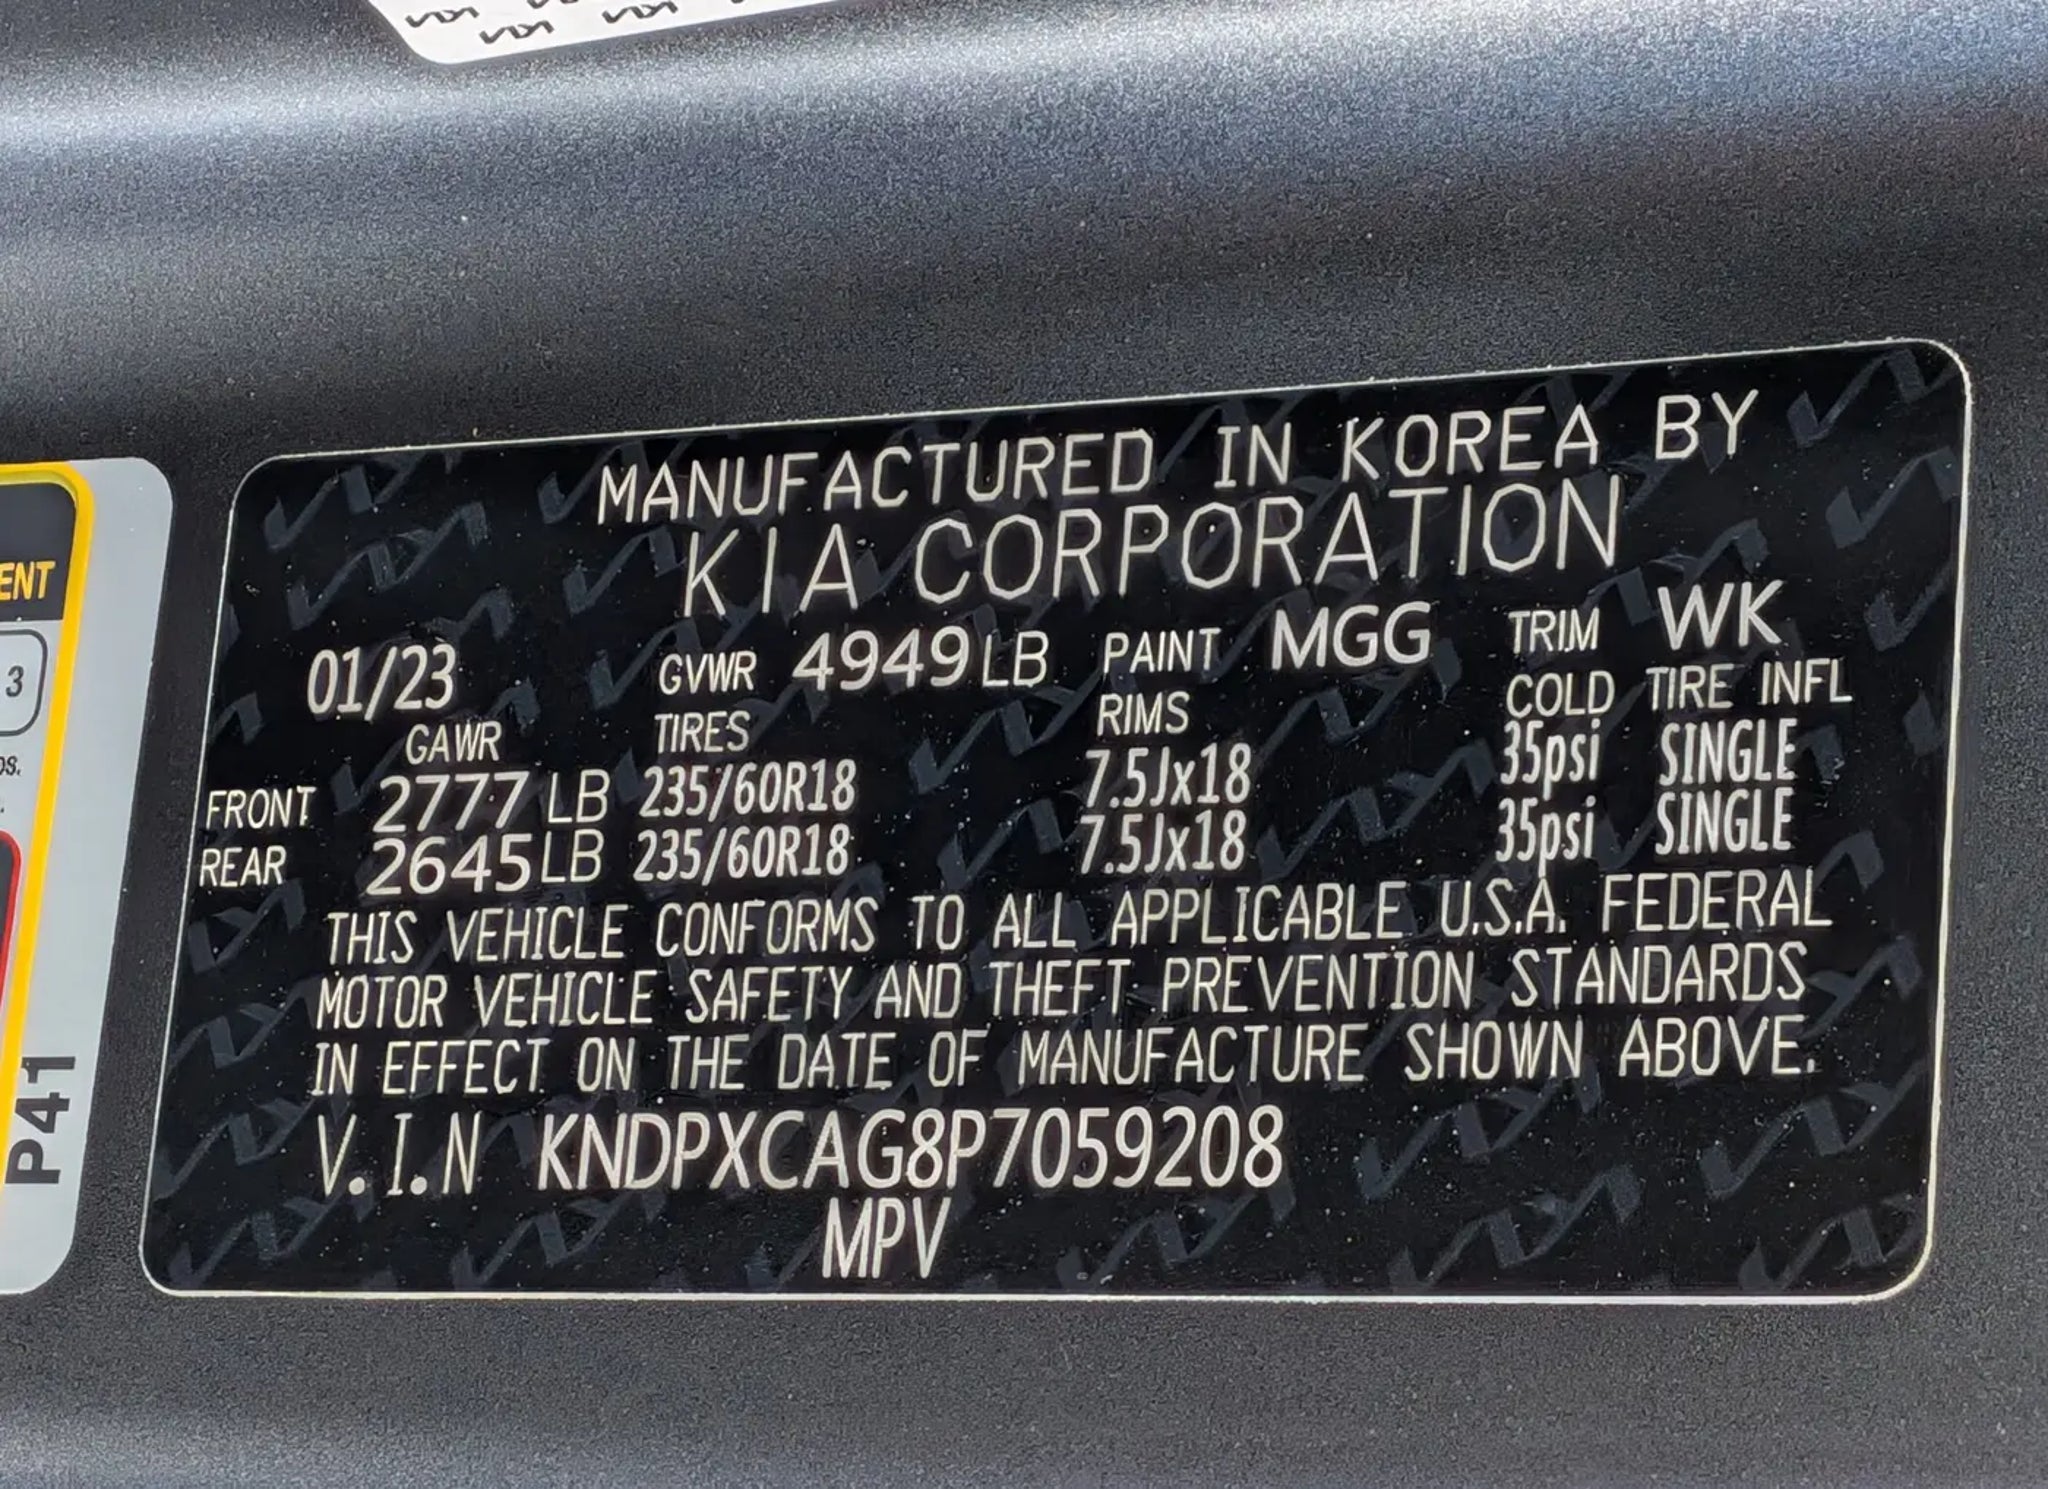 MANUFACTURED IN KOREA BY
KIA CORPORATION
01/23 GVWR 4949LB PAINT MGG TRIM WK
GAWR TIRES RIMS COLD TIRE INFL
FRONT 2777 LB 235/60R18 7.5Jx18 35psi SINGLE
REAR 2645LB 235/60R18 7.5Jx18 35psi SINGLE
THIS VEHICLE CONFORMS TO ALL APPLICABLE U.S.A. FEDERAL
MOTOR VEHICLE SAFETY AND THEFT PREVENTION STANDARDS
IN EFFECT ON THE DATE OF MANUFACTURE SHOWN ABOVE.
V.I.N KNDPXCAG8P7059208
MPV
3
P41